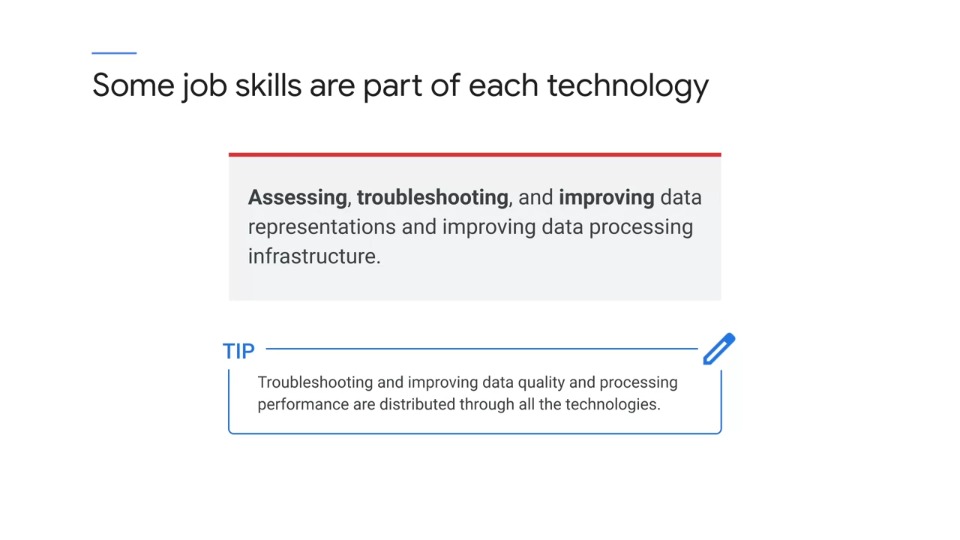 Some job skills are part of each technology
Assessing, troubleshooting, and improving data
representations and improving data processing
infrastructure.
TIP
Troubleshooting and improving data quality and processing
performance are distributed through all the technologies.